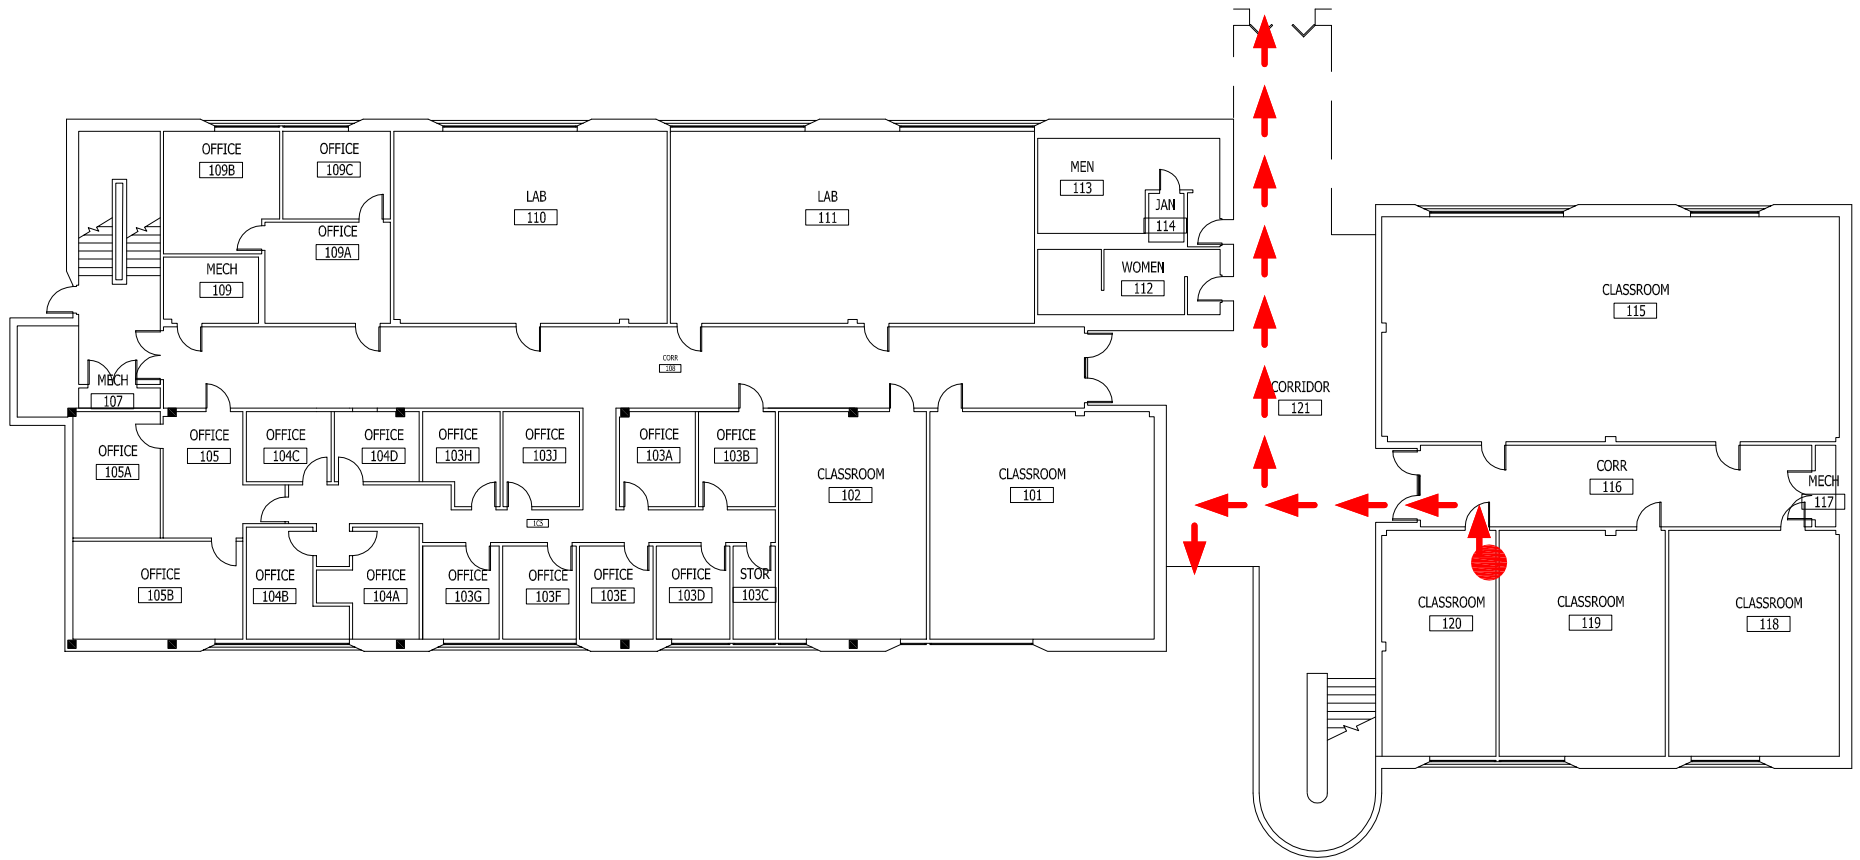 OFFICE
109B
OFFICE
109C
LAB
110
LAB
111
MEN
113
JAN
114
OFFICE
109A
MECH
109
WOMEN
112
CLASSROOM
115
CORR
108
MECH
107
CORRIDOR
121
OFFICE
105A
OFFICE
105
OFFICE
104C
OFFICE
104D
OFFICE
103H
OFFICE
103J
OFFICE
103A
OFFICE
103B
CLASSROOM
102
CLASSROOM
101
CORR
116
MECH
117
OFFICE
105B
OFFICE
104B
OFFICE
104A
OFFICE
103G
OFFICE
103F
OFFICE
103E
OFFICE
103D
STOR
103C
CLASSROOM
120
CLASSROOM
119
CLASSROOM
118